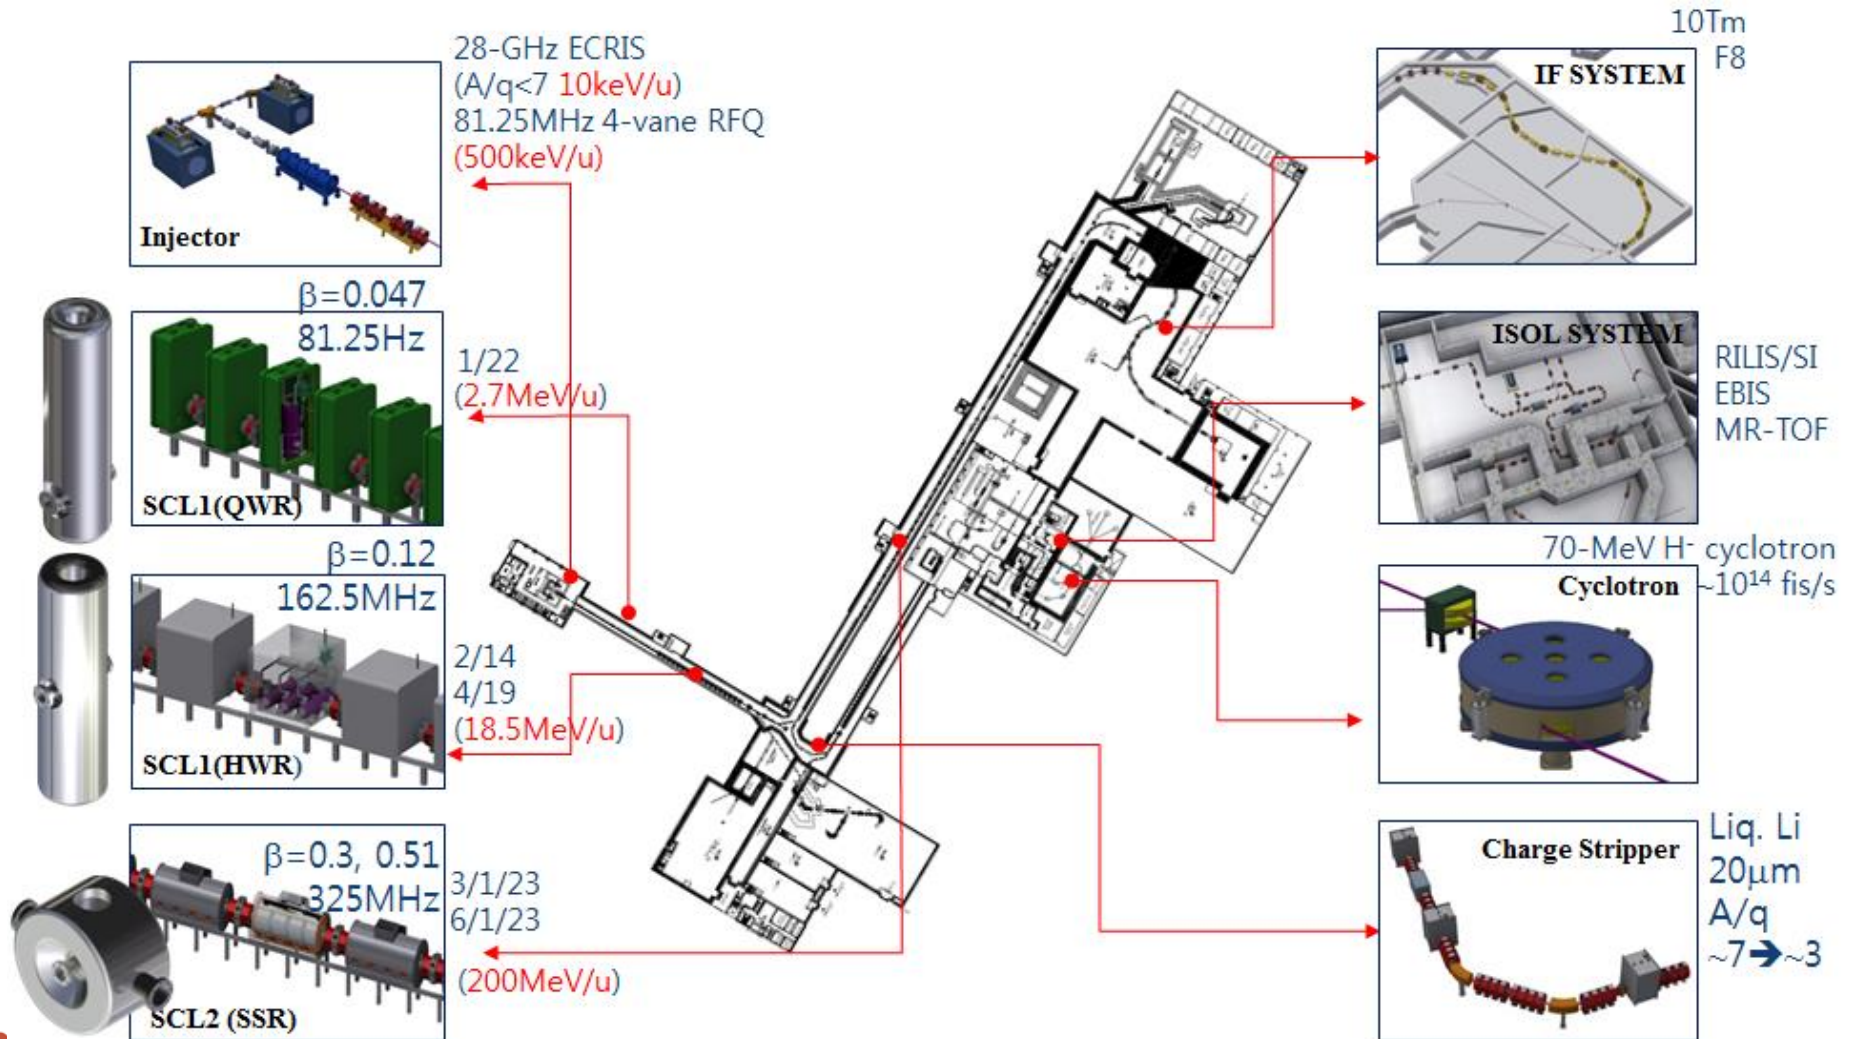 28-GHz ECRIS
(A/q<7 10keV/u)
81.25MHz 4-vane RFQ
(500keV/u)
Injector
β=0.047
81.25Hz
1/22
(2.7MeV/u)
SCL1(QWR)
β=0.12
162.5MHz
2/14
4/19
(18.5MeV/u)
SCL1(HWR)
β=0.3, 0.51
325MHz
3/1/23
6/1/23
(200MeV/u)
SCL2 (SSR)
10Tm
F8
IF SYSTEM
ISOL SYSTEM
RILIS/SI
EBIS
MR-TOF
70-MeV H⁻ cyclotron
Cyclotron
~10¹⁴ fis/s
Charge Stripper
Liq. Li
20μm
A/q
~7➔~3